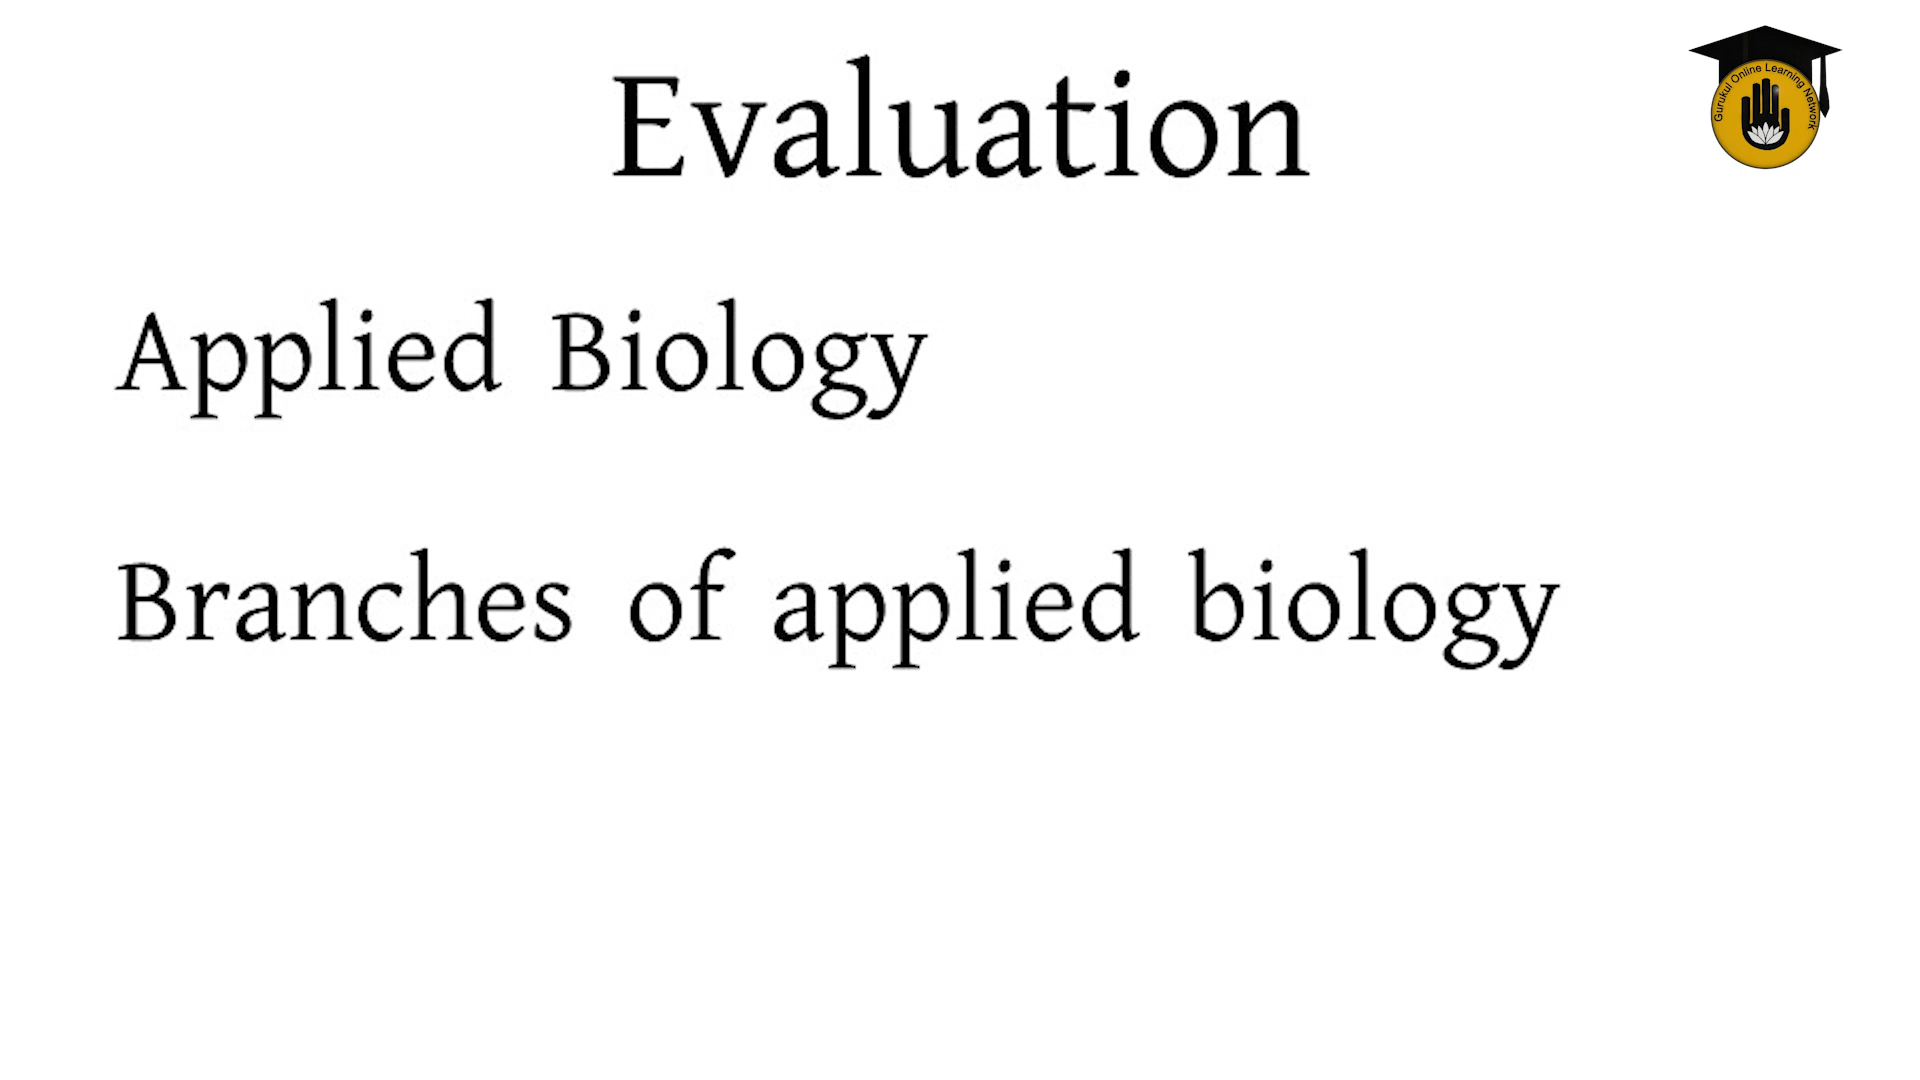 Evaluation
Gurukul Online Learning Network
Applied Biology
Branches of applied biology